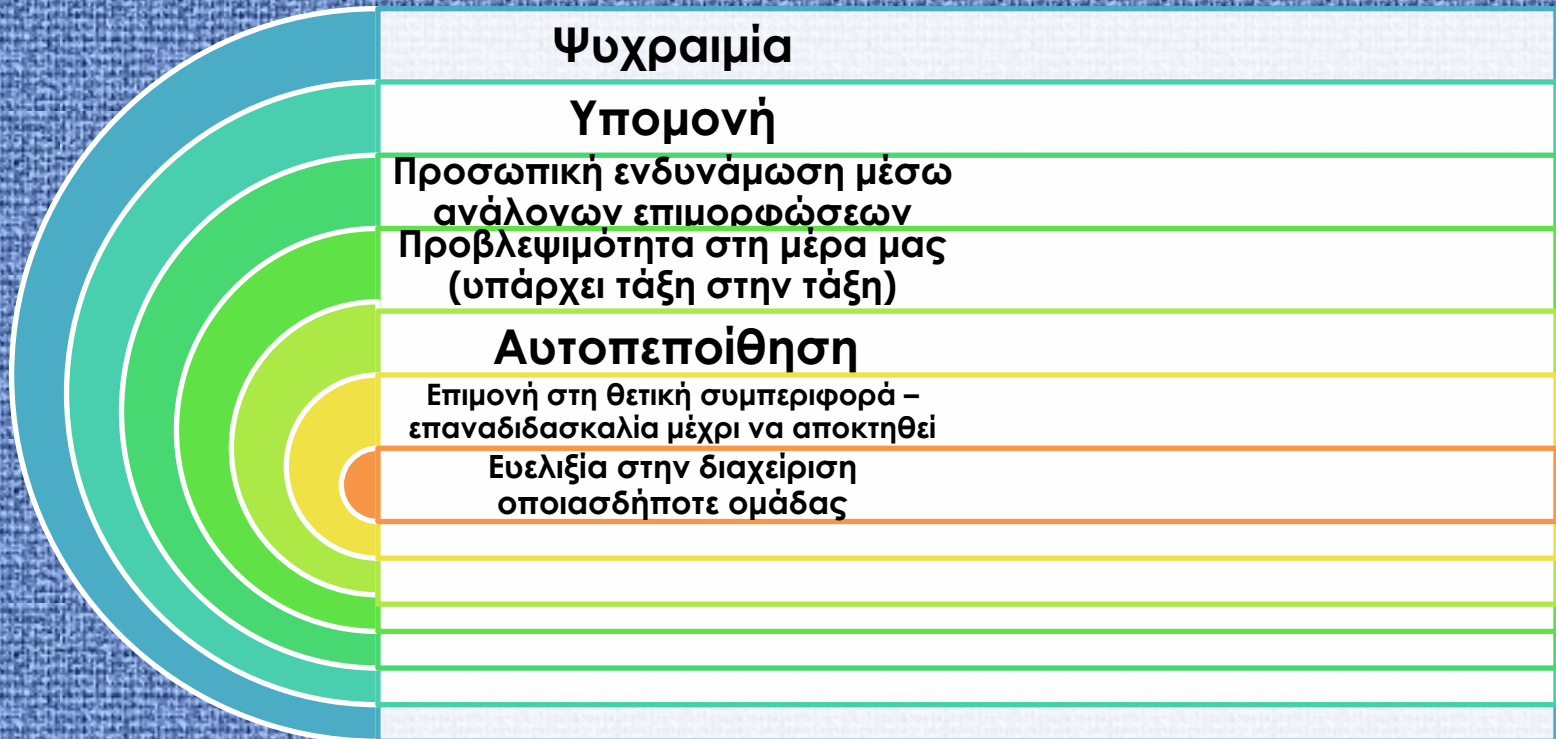 Ψυχραιμία
Υπομονή
Προσωπική ενδυνάμωση μέσω
ανάλογων επιμορφώσεων
Προβλεψιμότητα στη μέρα μας
(υπάρχει τάξη στην τάξη)
Αυτοπεποίθηση
Επιμονή στη θετική συμπεριφορά –
επαναδιδασκαλία μέχρι να αποκτηθεί
Ευελιξία στην διαχείριση
οποιασδήποτε ομάδας